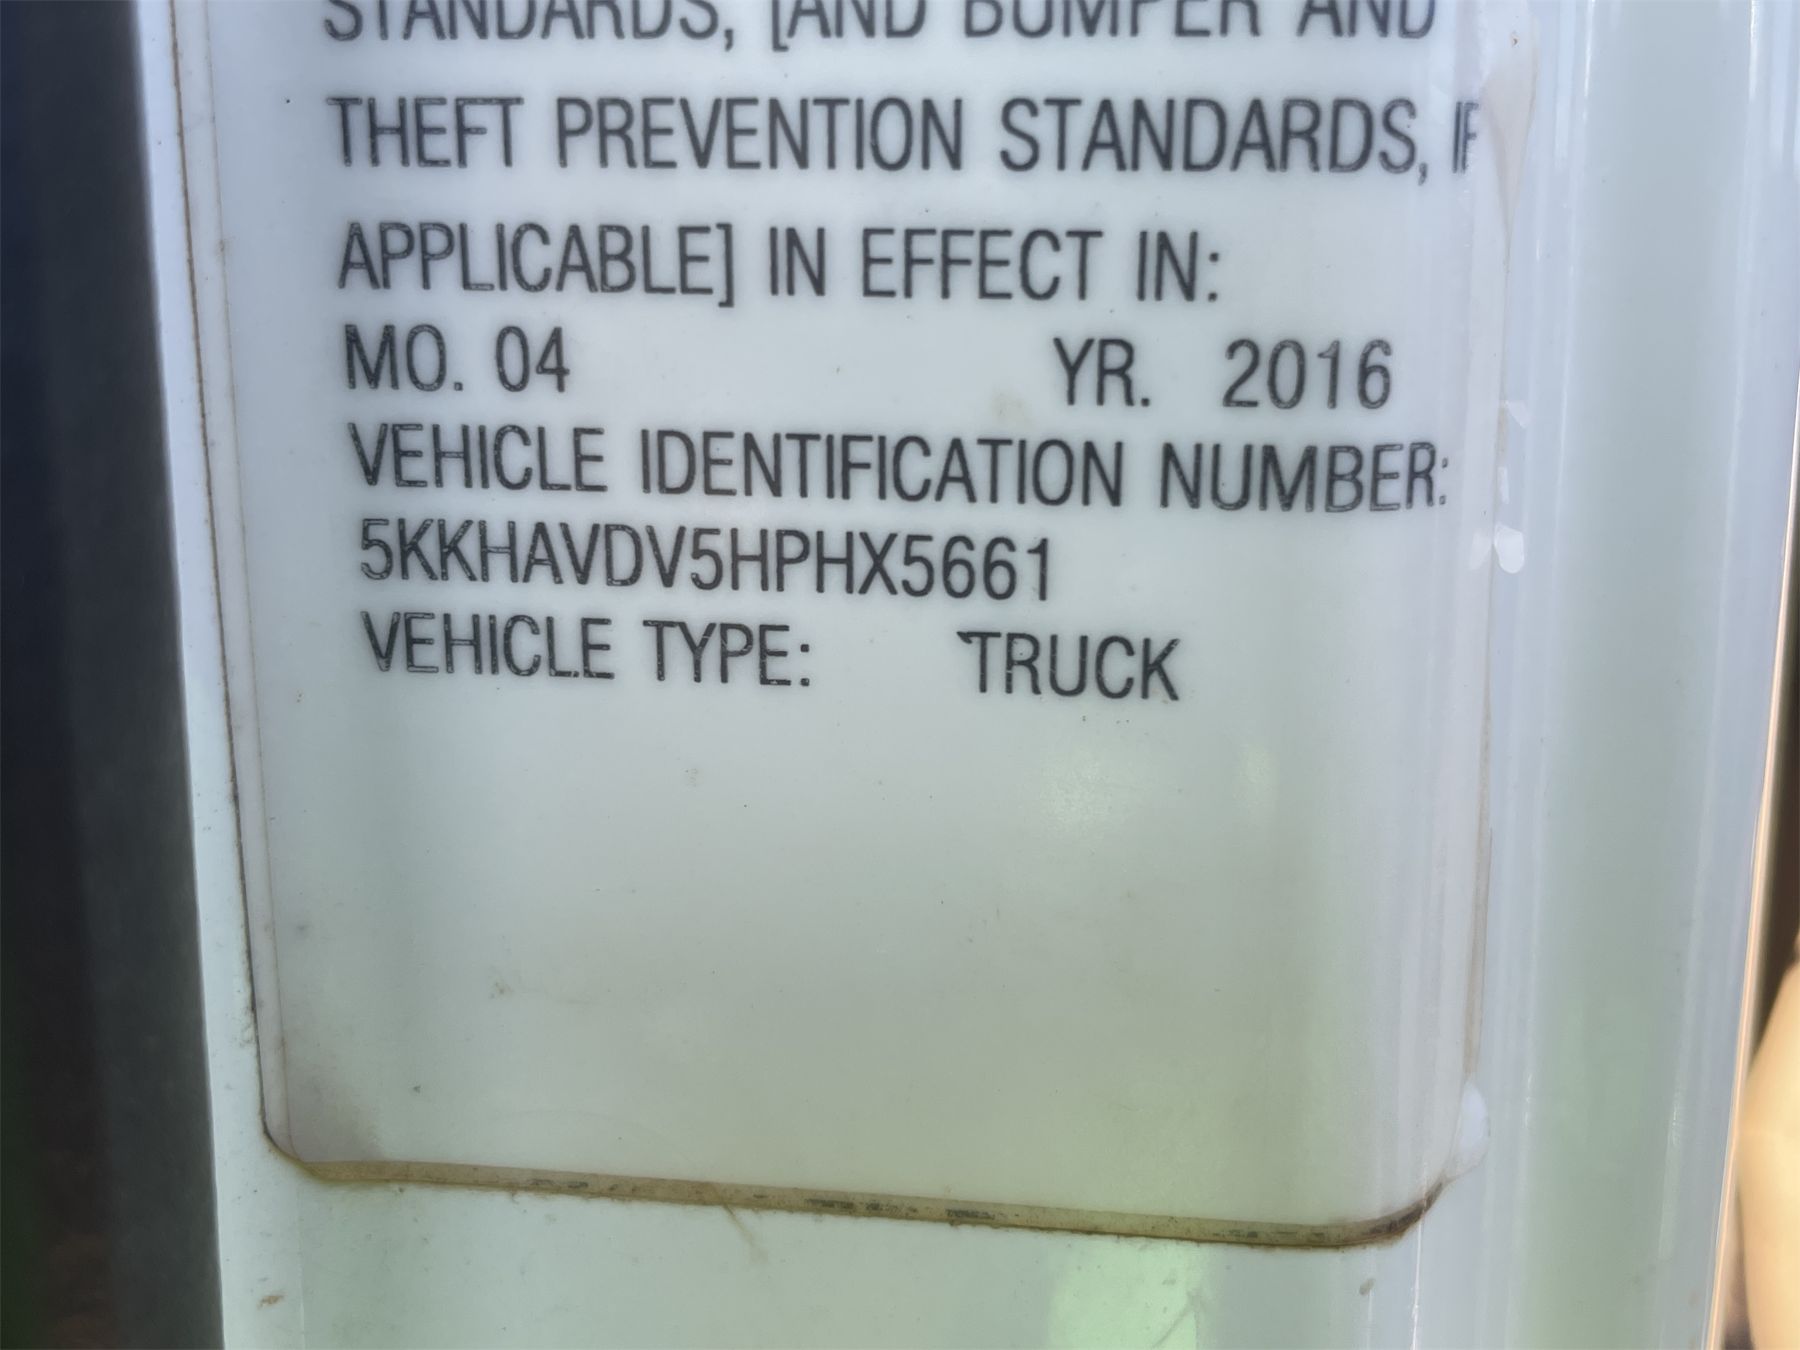 STANDARDS, [AND BUMPER AND
THEFT PREVENTION STANDARDS, IF
APPLICABLE] IN EFFECT IN:
MO. 04 YR. 2016
VEHICLE IDENTIFICATION NUMBER:
5KKHAVDV5HPHX5661
VEHICLE TYPE: TRUCK